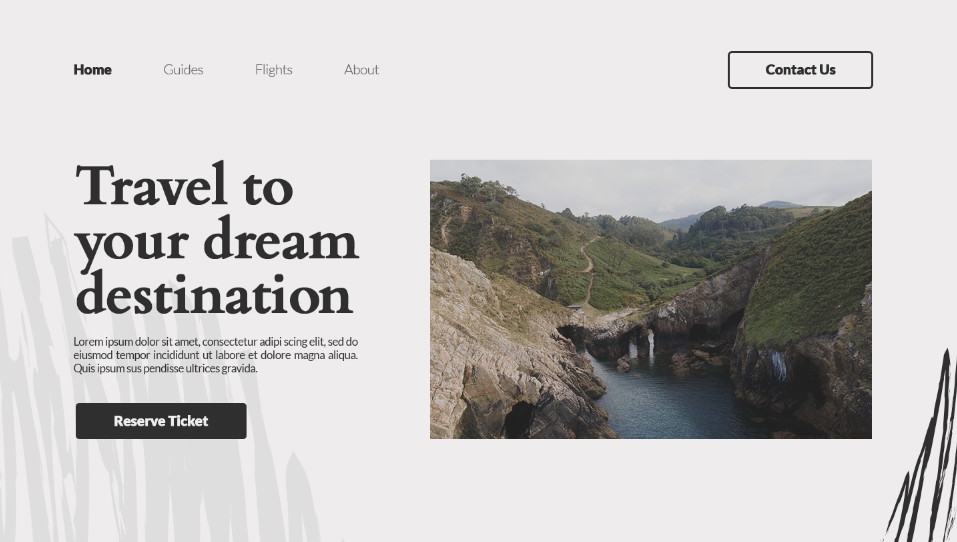 Home
Guides
Flights
About
Contact Us
Travel to
your dream
destination
Lorem ipsum dolor sit amet, consectetur adipi scing elit, sed do
eiusmod tempor incididunt ut labore et dolore magna aliqua.
Quis ipsum sus pendisse ultrices gravida.
Reserve Ticket